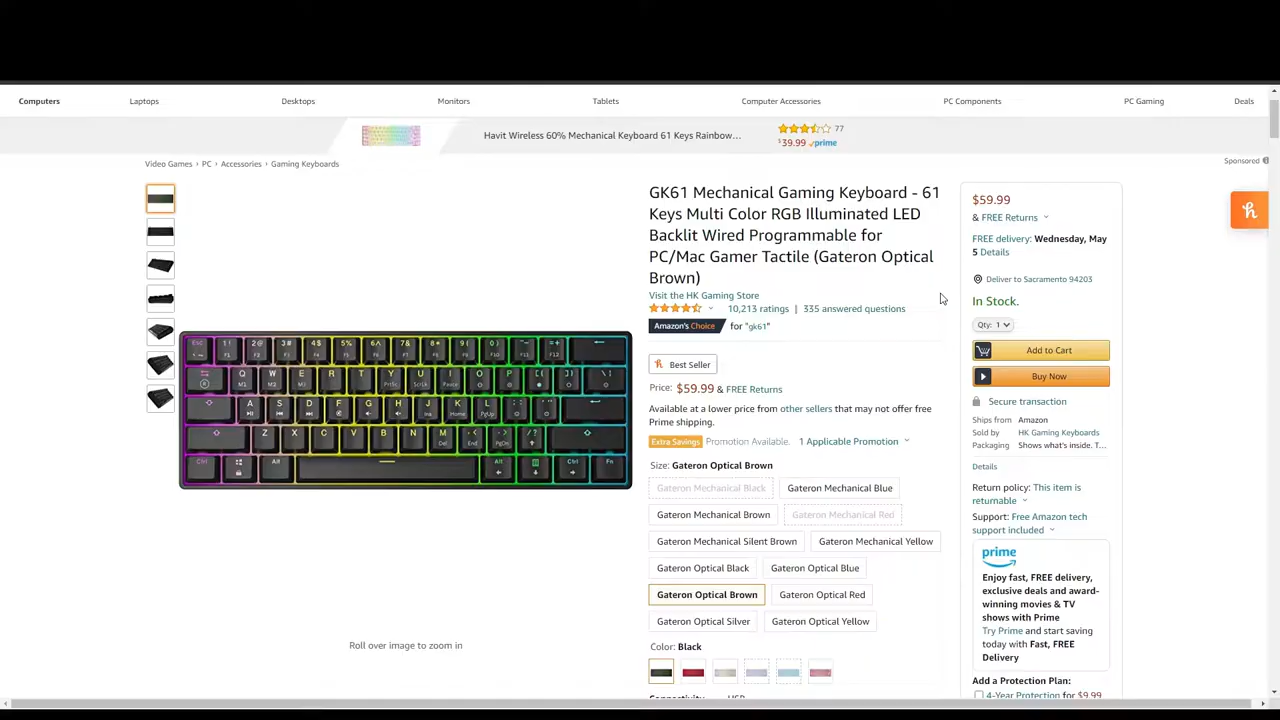 Computers Laptops Desktops Monitors Tablets Computer Accessories PC Components PC Gaming Deals
Havit Wireless 60% Mechanical Keyboard 61 Keys Rainbow...
77
$39.99 prime
Video Games › PC › Accessories › Gaming Keyboards
Sponsored
GK61 Mechanical Gaming Keyboard - 61
Keys Multi Color RGB Illuminated LED
Backlit Wired Programmable for
PC/Mac Gamer Tactile (Gateron Optical
Brown)
Visit the HK Gaming Store
10,213 ratings | 335 answered questions
Amazon's Choice for "gk61"
Best Seller
Price: $59.99 & FREE Returns
Available at a lower price from other sellers that may not offer free
Prime shipping.
Extra Savings Promotion Available. 1 Applicable Promotion
Size: Gateron Optical Brown
Gateron Mechanical Black Gateron Mechanical Blue
Gateron Mechanical Brown Gateron Mechanical Red
Gateron Mechanical Silent Brown Gateron Mechanical Yellow
Gateron Optical Black Gateron Optical Blue
Gateron Optical Brown Gateron Optical Red
Gateron Optical Silver Gateron Optical Yellow
Color: Black
Roll over image to zoom in
$59.99
& FREE Returns
FREE delivery: Wednesday, May
5 Details
Deliver to Sacramento 94203
In Stock.
Qty: 1
Add to Cart
Buy Now
Secure transaction
Ships from Amazon
Sold by HK Gaming Keyboards
Packaging Shows what's inside. T...
Details
Return policy: This item is
returnable
Support: Free Amazon tech
support included
prime
Enjoy fast, FREE delivery,
exclusive deals and award-
winning movies & TV
shows with Prime
Try Prime and start saving
today with Fast, FREE
Delivery
Add a Protection Plan:
4-Year Protection for $9.99